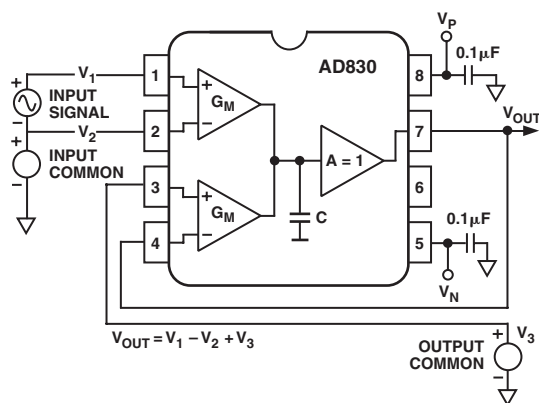 V_P
0.1μF
AD830
V_1
1
8
+
INPUT
SIGNAL
+
G_M
–
V_OUT
V_2
2
7
–
+
INPUT
COMMON
–
A = 1
3
6
+
G_M
–
C
0.1μF
4
5
V_N
V_OUT = V_1 – V_2 + V_3
+
V_3
OUTPUT
COMMON
–